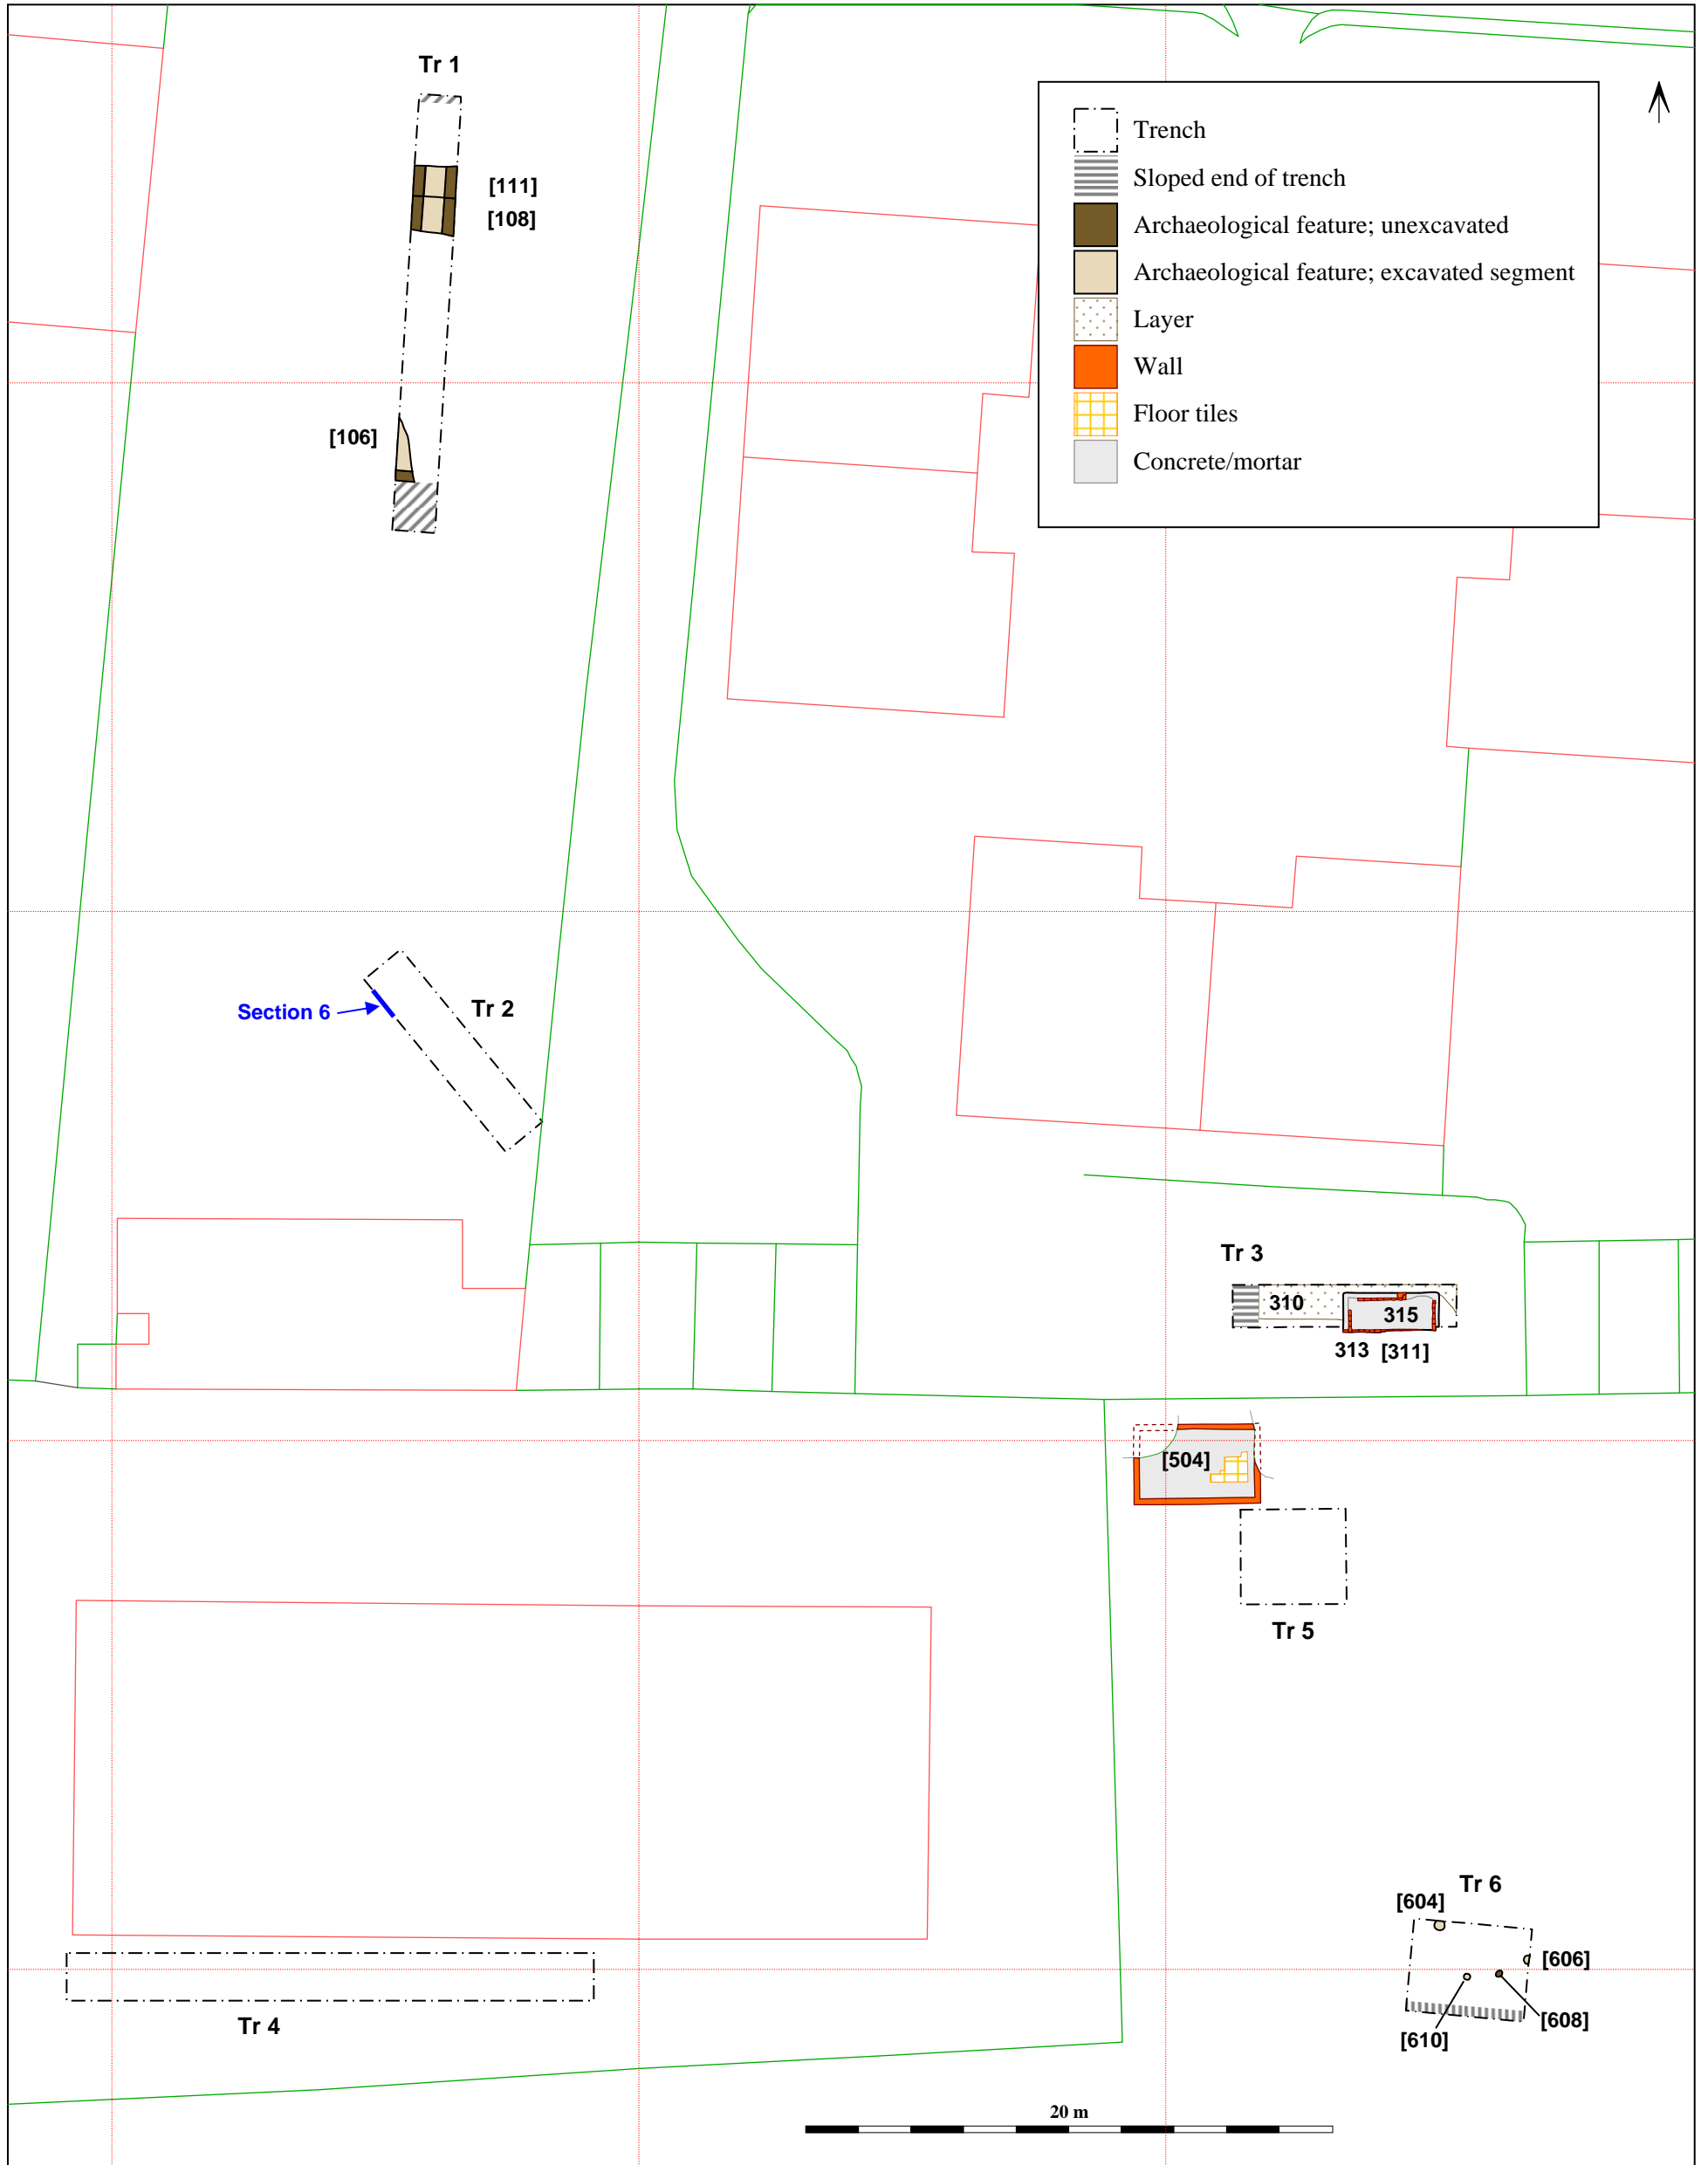 Tr 1
Trench
Sloped end of trench
Archaeological feature; unexcavated
Archaeological feature; excavated segment
Layer
Wall
Floor tiles
Concrete/mortar
[111]
[108]
[106]
Section 6
Tr 2
Tr 3
310
315
313 [311]
[504]
Tr 5
Tr 6
[604]
[606]
[608]
[610]
Tr 4
20 m